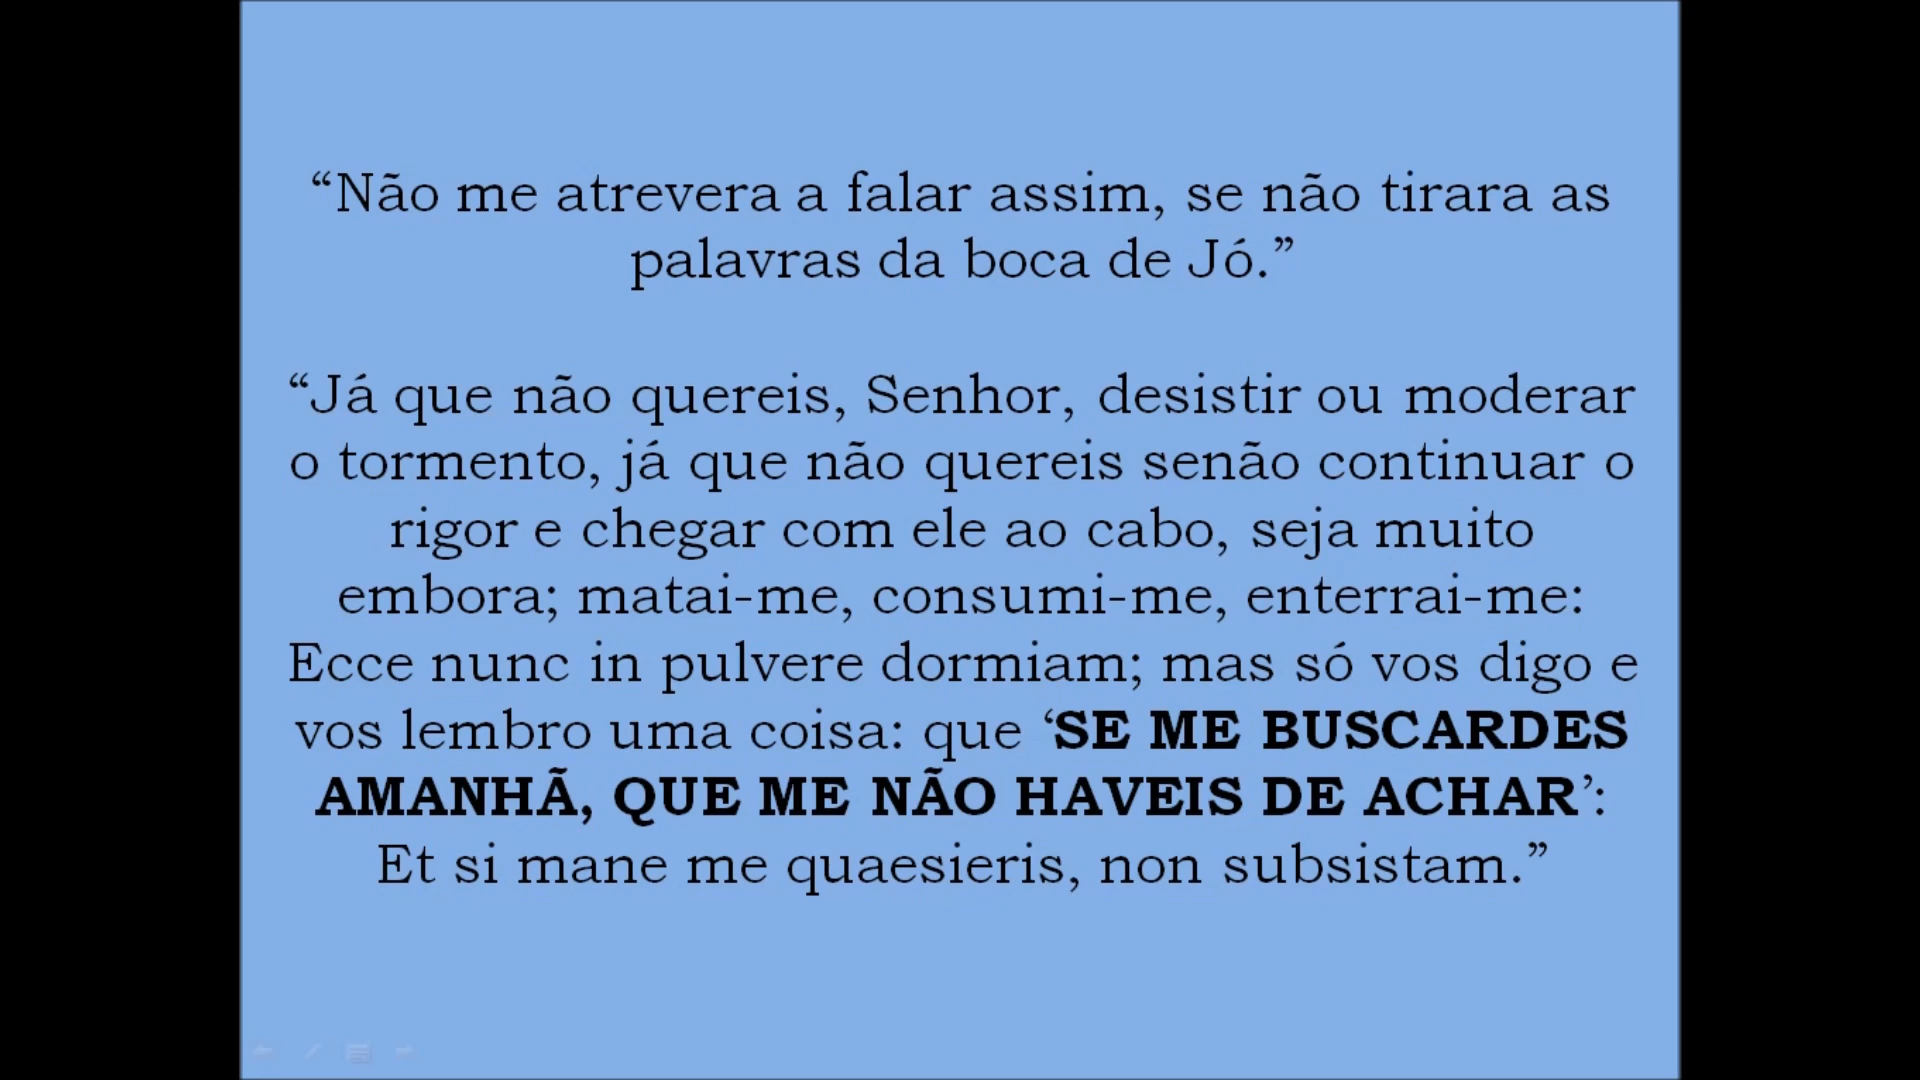 “Não me atrevera a falar assim, se não tirara as
palavras da boca de Jó.”
“Já que não quereis, Senhor, desistir ou moderar
o tormento, já que não quereis senão continuar o
rigor e chegar com ele ao cabo, seja muito
embora; matai-me, consumi-me, enterrai-me:
Ecce nunc in pulvere dormiam; mas só vos digo e
vos lembro uma coisa: que ‘SE ME BUSCARDES
AMANHÃ, QUE ME NÃO HAVEIS DE ACHAR’:
Et si mane me quaesieris, non subsistam.”